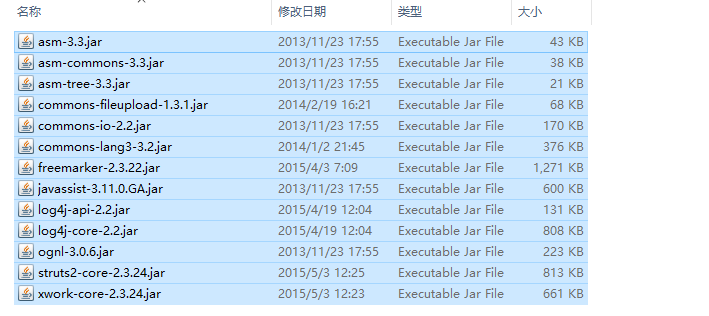 名称 修改日期 类型 大小
asm-3.3.jar 2013/11/23 17:55 Executable Jar File 43 KB
asm-commons-3.3.jar 2013/11/23 17:55 Executable Jar File 38 KB
asm-tree-3.3.jar 2013/11/23 17:55 Executable Jar File 21 KB
commons-fileupload-1.3.1.jar 2014/2/19 16:21 Executable Jar File 68 KB
commons-io-2.2.jar 2013/11/23 17:55 Executable Jar File 170 KB
commons-lang3-3.2.jar 2014/1/2 21:45 Executable Jar File 376 KB
freemarker-2.3.22.jar 2015/4/3 7:09 Executable Jar File 1,271 KB
javassist-3.11.0.GA.jar 2013/11/23 17:55 Executable Jar File 600 KB
log4j-api-2.2.jar 2015/4/19 12:04 Executable Jar File 131 KB
log4j-core-2.2.jar 2015/4/19 12:04 Executable Jar File 808 KB
ognl-3.0.6.jar 2013/11/23 17:55 Executable Jar File 223 KB
struts2-core-2.3.24.jar 2015/5/3 12:25 Executable Jar File 813 KB
xwork-core-2.3.24.jar 2015/5/3 12:23 Executable Jar File 661 KB